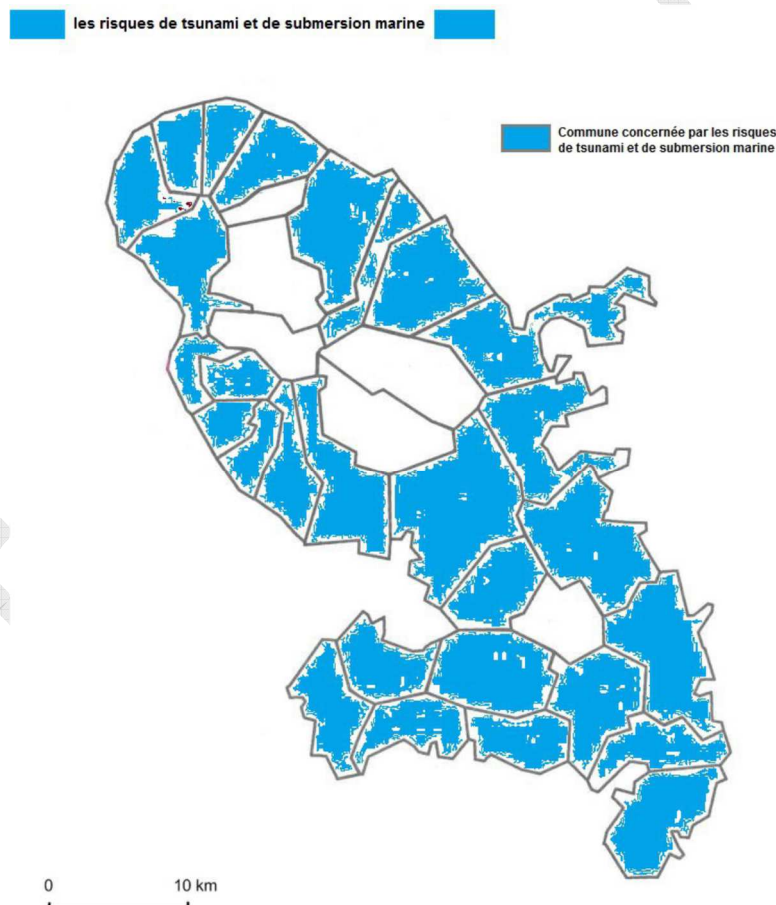 les risques de tsunami et de submersion marine
Commune concernée par les risques
de tsunami et de submersion marine
0 10 km